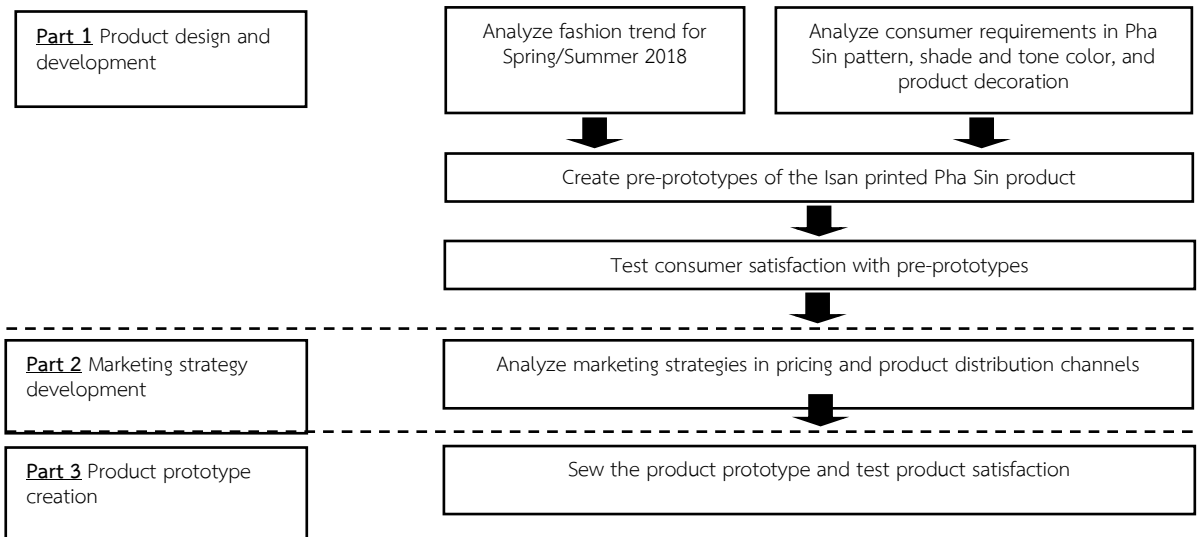 Part 1 Product design and
development
Analyze fashion trend for
Spring/Summer 2018
Analyze consumer requirements in Pha
Sin pattern, shade and tone color, and
product decoration
Create pre-prototypes of the Isan printed Pha Sin product
Test consumer satisfaction with pre-prototypes
Part 2 Marketing strategy
development
Analyze marketing strategies in pricing and product distribution channels
Part 3 Product prototype
creation
Sew the product prototype and test product satisfaction